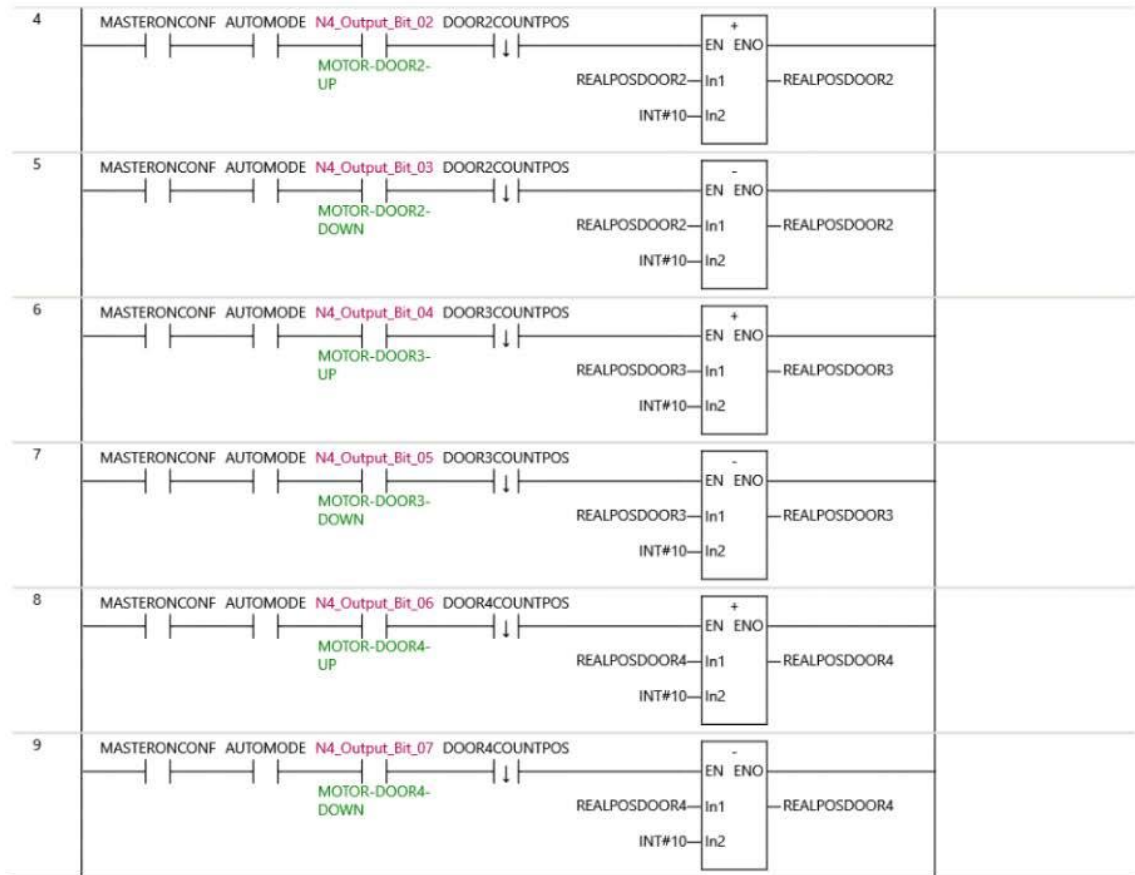 4
MASTERONCONF AUTOMODE N4_Output_Bit_02 DOOR2COUNTPOS
+
EN ENO
MOTOR-DOOR2-
UP
REALPOSDOOR2 In1 REALPOSDOOR2
INT#10 In2
5
MASTERONCONF AUTOMODE N4_Output_Bit_03 DOOR2COUNTPOS
-
EN ENO
MOTOR-DOOR2-
DOWN
REALPOSDOOR2 In1 REALPOSDOOR2
INT#10 In2
6
MASTERONCONF AUTOMODE N4_Output_Bit_04 DOOR3COUNTPOS
+
EN ENO
MOTOR-DOOR3-
UP
REALPOSDOOR3 In1 REALPOSDOOR3
INT#10 In2
7
MASTERONCONF AUTOMODE N4_Output_Bit_05 DOOR3COUNTPOS
-
EN ENO
MOTOR-DOOR3-
DOWN
REALPOSDOOR3 In1 REALPOSDOOR3
INT#10 In2
8
MASTERONCONF AUTOMODE N4_Output_Bit_06 DOOR4COUNTPOS
+
EN ENO
MOTOR-DOOR4-
UP
REALPOSDOOR4 In1 REALPOSDOOR4
INT#10 In2
9
MASTERONCONF AUTOMODE N4_Output_Bit_07 DOOR4COUNTPOS
-
EN ENO
MOTOR-DOOR4-
DOWN
REALPOSDOOR4 In1 REALPOSDOOR4
INT#10 In2